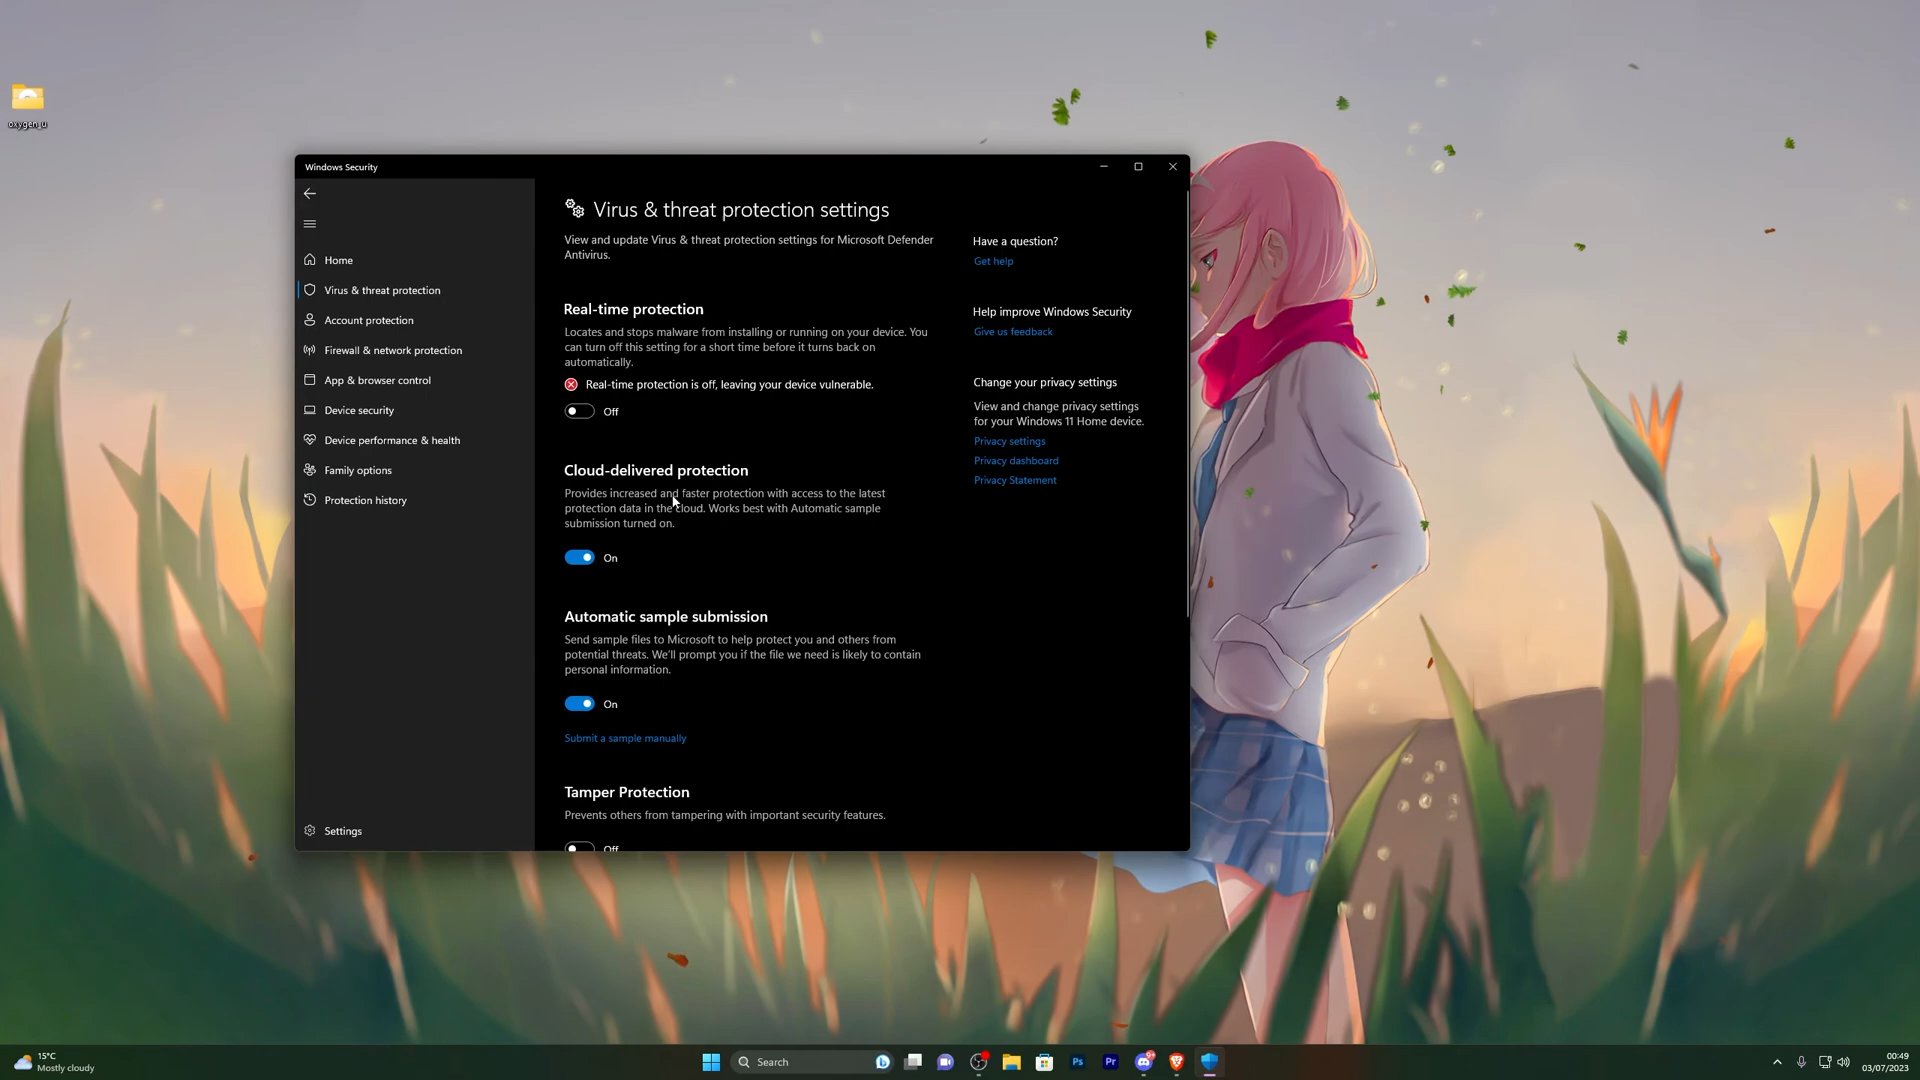 oxygen_u
Windows Security
Home
Virus & threat protection
Account protection
Firewall & network protection
App & browser control
Device security
Device performance & health
Family options
Protection history
Settings
Virus & threat protection settings
View and update Virus & threat protection settings for Microsoft Defender
Antivirus.
Real-time protection
Locates and stops malware from installing or running on your device. You
can turn off this setting for a short time before it turns back on
automatically.
Real-time protection is off, leaving your device vulnerable.
Off
Cloud-delivered protection
Provides increased and faster protection with access to the latest
protection data in the cloud. Works best with Automatic sample
submission turned on.
On
Automatic sample submission
Send sample files to Microsoft to help protect you and others from
potential threats. We'll prompt you if the file we need is likely to contain
personal information.
On
Submit a sample manually
Tamper Protection
Prevents others from tampering with important security features.
Off
Have a question?
Get help
Help improve Windows Security
Give us feedback
Change your privacy settings
View and change privacy settings
for your Windows 11 Home device.
Privacy settings
Privacy dashboard
Privacy Statement
15°C
Mostly cloudy
Search
Ps
Pr
9+
00:49
03/07/2023